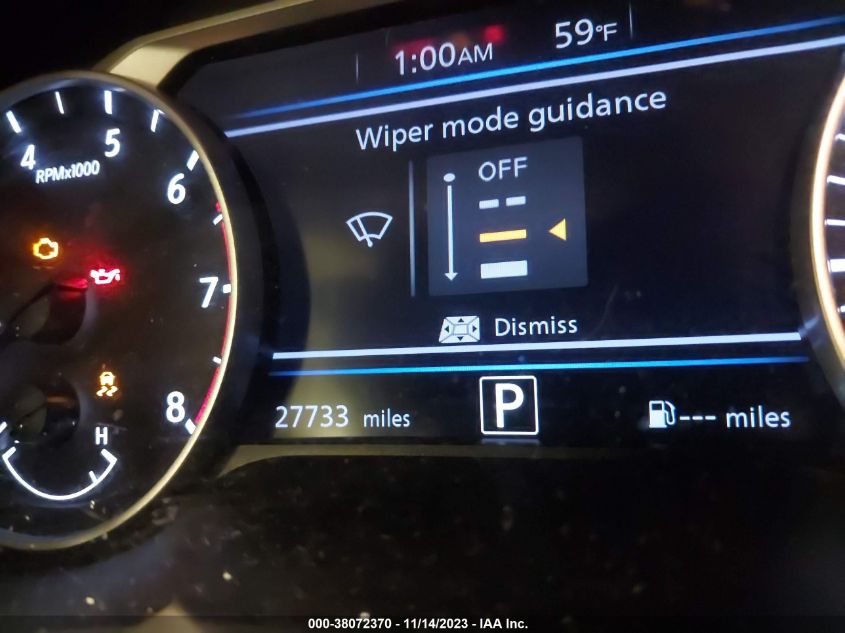 1:00AM 59°F
Wiper mode guidance
4 5 6 7 8
RPMx1000
OFF
Dismiss
H
27733 miles P --- miles
000-38072370 - 11/14/2023 - IAA Inc.